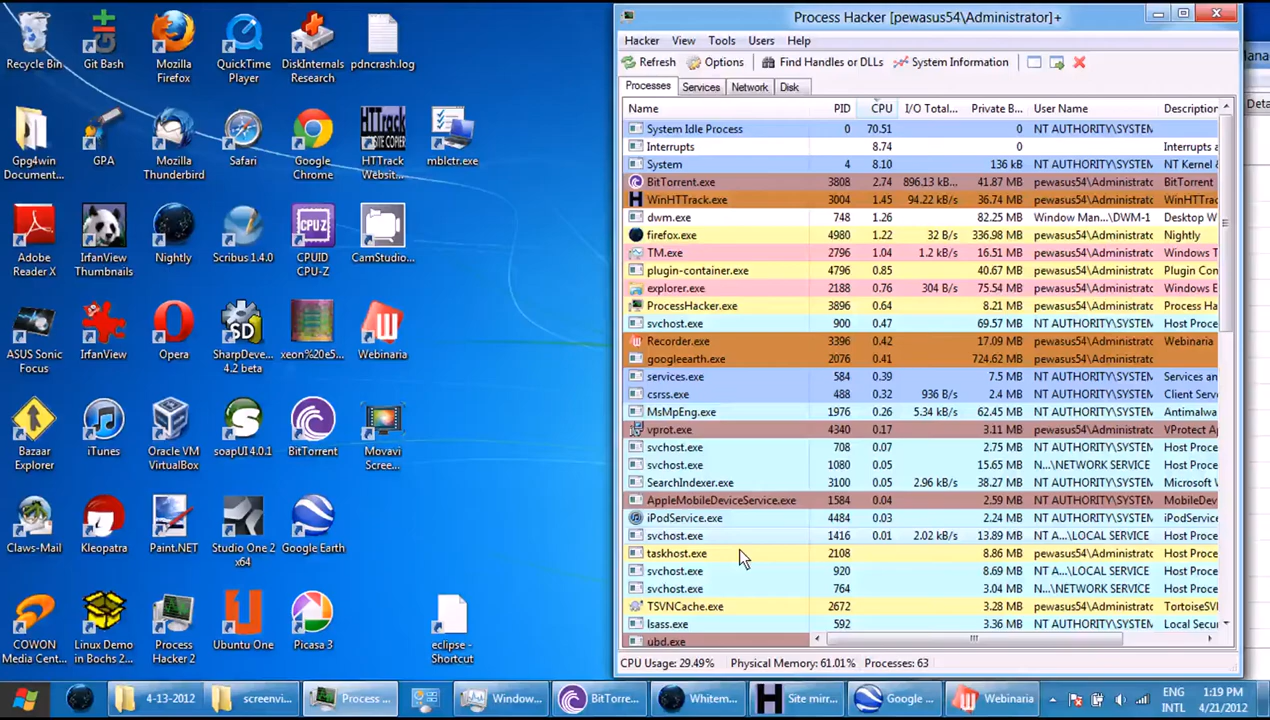 Recycle Bin
Git Bash
Mozilla
Firefox
QuickTime
Player
DiskInternals
Research
pdncrash.log
Gpg4win
Document...
GPA
Mozilla
Thunderbird
Safari
Google
Chrome
HTTrack
Website...
mblctr.exe
Adobe
Reader X
IrfanView
Thumbnails
Nightly
Scribus 1.4.0
CPUID
CPU-Z
CamStudio...
ASUS Sonic
Focus
IrfanView
Opera
SharpDeve...
4.2 beta
xeon%20e5...
Webinaria
Bazaar
Explorer
iTunes
Oracle VM
VirtualBox
soapUI 4.0.1
BitTorrent
Movavi
Scree...
Claws-Mail
Kleopatra
Paint.NET
Studio One 2
x64
Google Earth
COWON
Media Cent...
Linux Demo
in Bochs 2...
Process
Hacker 2
Ubuntu One
Picasa 3
eclipse -
Shortcut
Process Hacker [pewasus54\Administrator]+
Hacker View Tools Users Help
Refresh Options Find Handles or DLLs System Information
Processes Services Network Disk
Name PID CPU I/O Total... Private B... User Name Description
System Idle Process 0 70.51 0 NT AUTHORITY\SYSTEM
Interrupts 8.74 0 Interrupts a
System 4 8.10 136 kB NT AUTHORITY\SYSTEM NT Kernel &
BitTorrent.exe 3808 2.74 896.13 kB... 41.87 MB pewasus54\Administrato BitTorrent
WinHTTrack.exe 3004 1.45 94.22 kB/s 36.74 MB pewasus54\Administrato WinHTTrac
dwm.exe 748 1.26 82.25 MB Window Man...\DWM-1 Desktop W
firefox.exe 4980 1.22 32 B/s 336.98 MB pewasus54\Administrato Nightly
TM.exe 2796 1.04 1.2 kB/s 16.51 MB pewasus54\Administrato Windows T
plugin-container.exe 4796 0.85 40.67 MB pewasus54\Administrato Plugin Con
explorer.exe 2188 0.76 304 B/s 75.54 MB pewasus54\Administrato Windows E
ProcessHacker.exe 3896 0.64 8.21 MB pewasus54\Administrato Process Ha
svchost.exe 900 0.47 69.57 MB NT AUTHORITY\SYSTEM Host Proce
Recorder.exe 3396 0.42 17.09 MB pewasus54\Administrato Webinaria
googleearth.exe 2076 0.41 724.62 MB pewasus54\Administrato
services.exe 584 0.39 7.5 MB NT AUTHORITY\SYSTEM Services an
csrss.exe 488 0.32 936 B/s 2.4 MB NT AUTHORITY\SYSTEM Client Serv
MsMpEng.exe 1976 0.26 5.34 kB/s 62.45 MB NT AUTHORITY\SYSTEM Antimalwa
vprot.exe 4340 0.17 3.11 MB pewasus54\Administrato VProtect Ap
svchost.exe 708 0.07 2.75 MB NT AUTHORITY\SYSTEM Host Proce
svchost.exe 1080 0.05 15.65 MB N...\NETWORK SERVICE Host Proce
SearchIndexer.exe 3100 0.05 2.96 kB/s 38.27 MB NT AUTHORITY\SYSTEM Microsoft W
AppleMobileDeviceService.exe 1584 0.04 2.59 MB NT AUTHORITY\SYSTEM MobileDev
iPodService.exe 4484 0.03 2.24 MB NT AUTHORITY\SYSTEM iPodService
svchost.exe 1416 0.01 2.02 kB/s 13.89 MB NT A...\LOCAL SERVICE Host Proce
taskhost.exe 2108 8.86 MB pewasus54\Administrato Host Proce
svchost.exe 920 8.69 MB NT A...\LOCAL SERVICE Host Proce
svchost.exe 764 3.04 MB N...\NETWORK SERVICE Host Proce
TSVNCache.exe 2672 3.28 MB pewasus54\Administrato TortoiseSV
lsass.exe 592 3.36 MB NT AUTHORITY\SYSTEM Local Secur
ubd.exe
CPU Usage: 29.49% Physical Memory: 61.01% Processes: 63
Deta
4-13-2012 screenvi... Process ... Window... BitTorre... Whitem... Site mirr... Google ... Webinaria
ENG
INTL
1:19 PM
4/21/2012